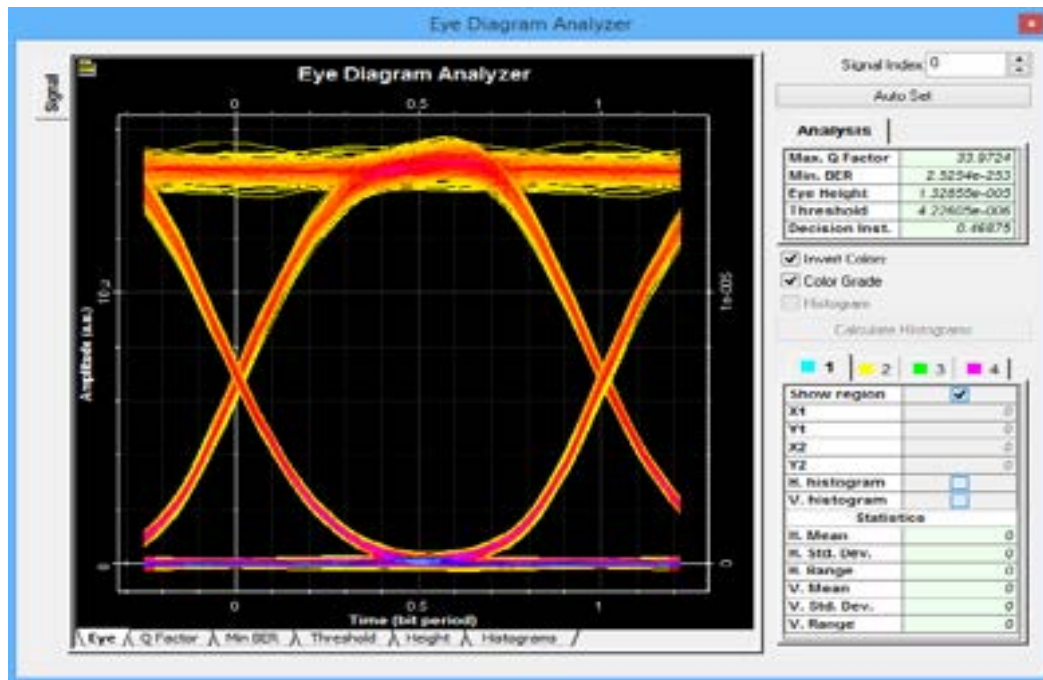 Eye Diagram Analyzer
Signal
Eye Diagram Analyzer
0 0.5 1
Amplitude (a.u.)
10 µ
0
1e-005
0
0 0.5 1
Time (bit period)
Eye Q Factor Min BER Threshold Height Histograms
Signal Index: 0
Auto Set
Analysis
Max. Q Factor 33.9724
Min. BER 2.5294e-253
Eye Height 1.32855e-005
Threshold 4.22605e-006
Decision Inst. 0.46875
Invert Colors
Color Grade
Histogram
Calculate Histograms
1 2 3 4
Show region
X1 0
Y1 0
X2 0
Y2 0
H. histogram
V. histogram
Statistics
H. Mean 0
H. Std. Dev. 0
H. Range 0
V. Mean 0
V. Std. Dev. 0
V. Range 0